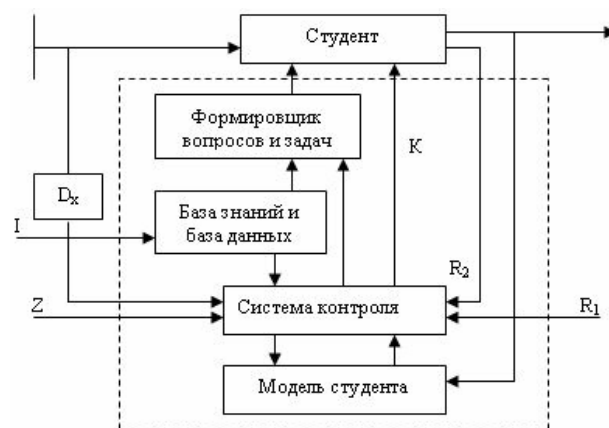 Студент
Формировщик
вопросов и задач
К
Dx
База знаний и
база данных
I
R2
Z
Система контроля
R1
Модель студента